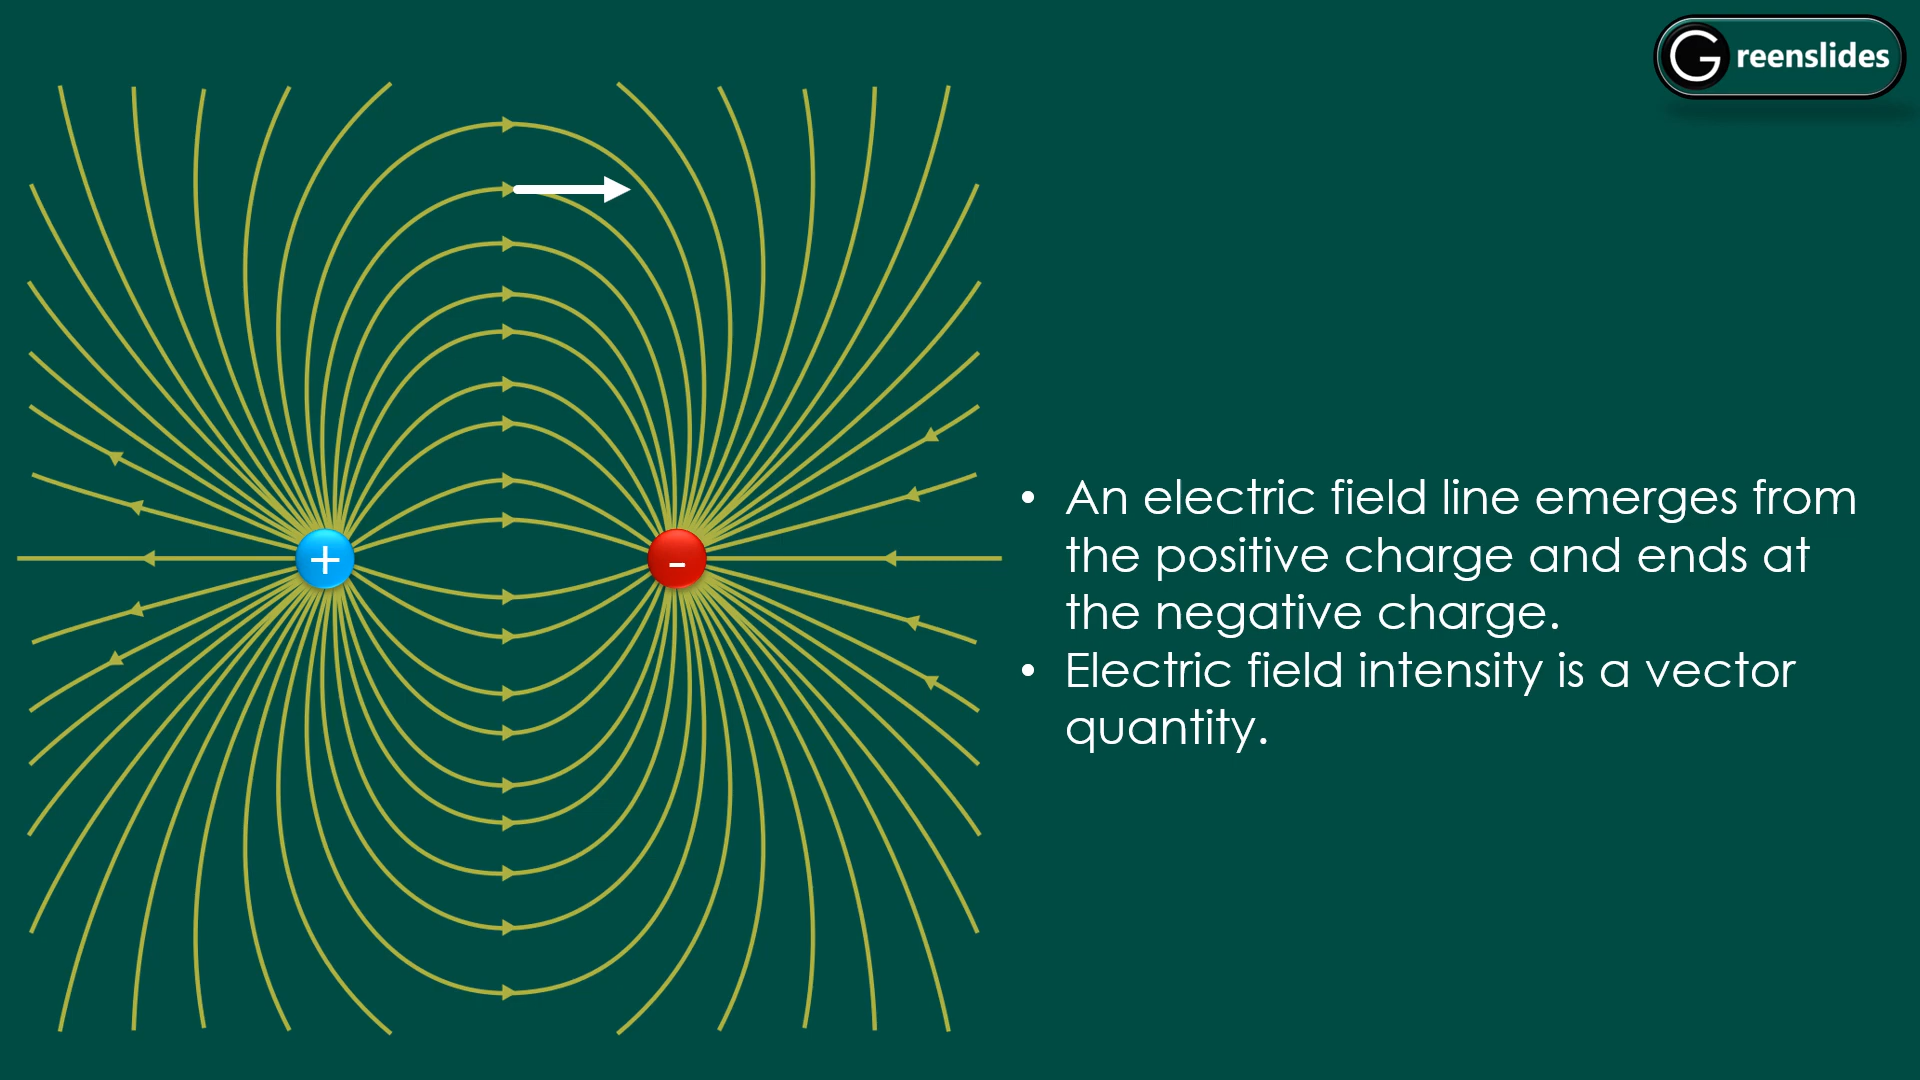 Greenslides
+
-
• An electric field line emerges from
the positive charge and ends at
the negative charge.
• Electric field intensity is a vector
quantity.